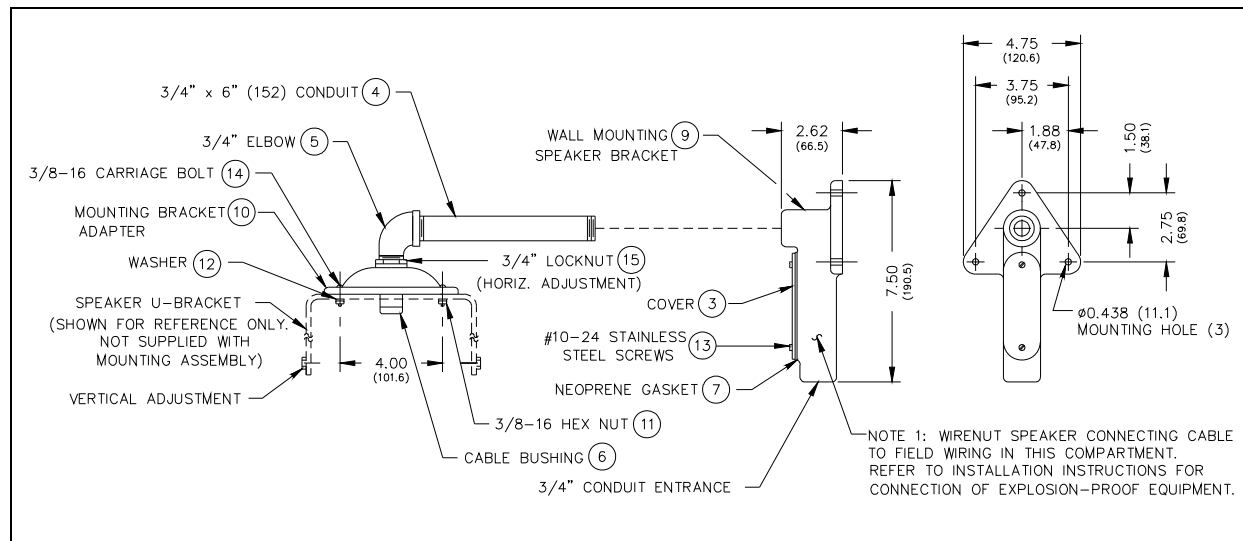 3/4" x 6" (152) CONDUIT 4
3/4" ELBOW 5
3/8-16 CARRIAGE BOLT 14
MOUNTING BRACKET 10
ADAPTER
WASHER 12
SPEAKER U-BRACKET
(SHOWN FOR REFERENCE ONLY.
NOT SUPPLIED WITH
MOUNTING ASSEMBLY)
VERTICAL ADJUSTMENT
4.00
(101.6)
3/4" LOCKNUT 15
(HORIZ. ADJUSTMENT)
3/8-16 HEX NUT 11
CABLE BUSHING 6
WALL MOUNTING 9
SPEAKER BRACKET
2.62
(66.5)
COVER 3
#10-24 STAINLESS 13
STEEL SCREWS
NEOPRENE GASKET 7
3/4" CONDUIT ENTRANCE
7.50
(190.5)
4.75
(120.6)
3.75
(95.2)
1.88
(47.8)
1.50
(38.1)
2.75
(69.8)
ø0.438 (11.1)
MOUNTING HOLE (3)
NOTE 1: WIRENUT SPEAKER CONNECTING CABLE
TO FIELD WIRING IN THIS COMPARTMENT.
REFER TO INSTALLATION INSTRUCTIONS FOR
CONNECTION OF EXPLOSION-PROOF EQUIPMENT.